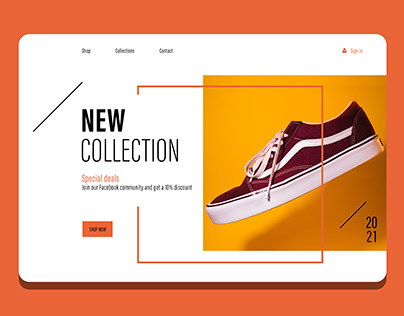 Shop Collections Contact Sign in
NEW
COLLECTION
Special deals
Join our Facebook community and get a 10% discount
SHOP NOW
20
21